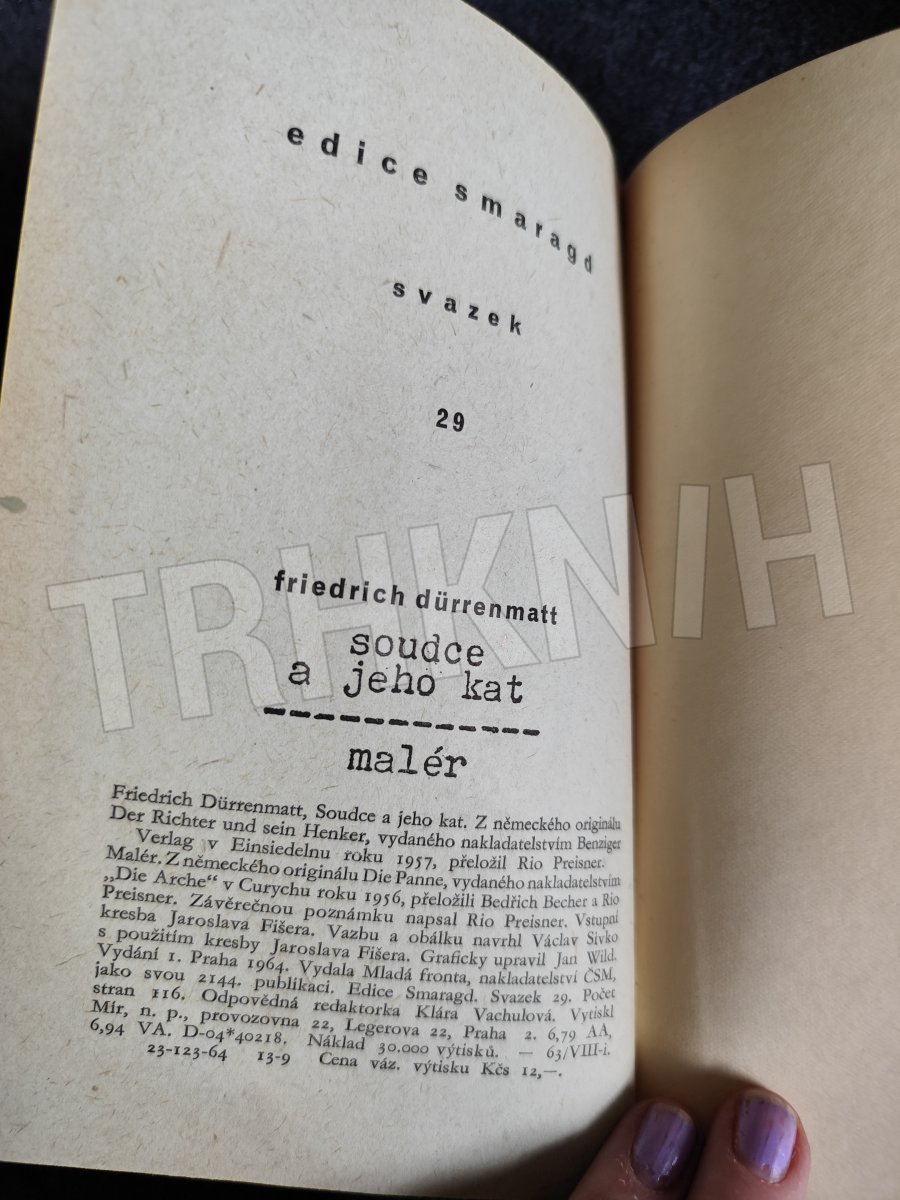 edice smaragd
svazek
29
TRHKNIH
friedrich dürrenmatt
soudce
a jeho kat
malér
Friedrich Dürrenmatt, Soudce a jeho kat. Z německého originálu
Der Richter und sein Henker, vydaného nakladatelstvím Benziger
Verlag v Einsiedelnu roku 1957, přeložil Rio Preisner.
Malér. Z německého originálu Die Panne, vydaného nakladatelstvím
„Die Arche“ v Curychu roku 1956, přeložili Bedřich Becher a Rio
Preisner. Závěrečnou poznámku napsal Rio Preisner. Vstupní
kresba Jaroslava Fišera. Vazbu a obálku navrhl Václav Sivko
s použitím kresby Jaroslava Fišera. Graficky upravil Jan Wild.
Vydání 1. Praha 1964. Vydala Mladá fronta, nakladatelství ČSM,
jako svou 2144. publikaci. Edice Smaragd. Svazek 29. Počet
stran 116. Odpovědná redaktorka Klára Vachulová. Vytiskl
Mír, n. p., provozovna 22, Legerova 22, Praha 2. 6,79 AA,
6,94 VA. D-04*40218. Náklad 30.000 výtisků. — 63/VIII-1.
23-123-64 13-9 Cena váz. výtisku Kčs 12,—.